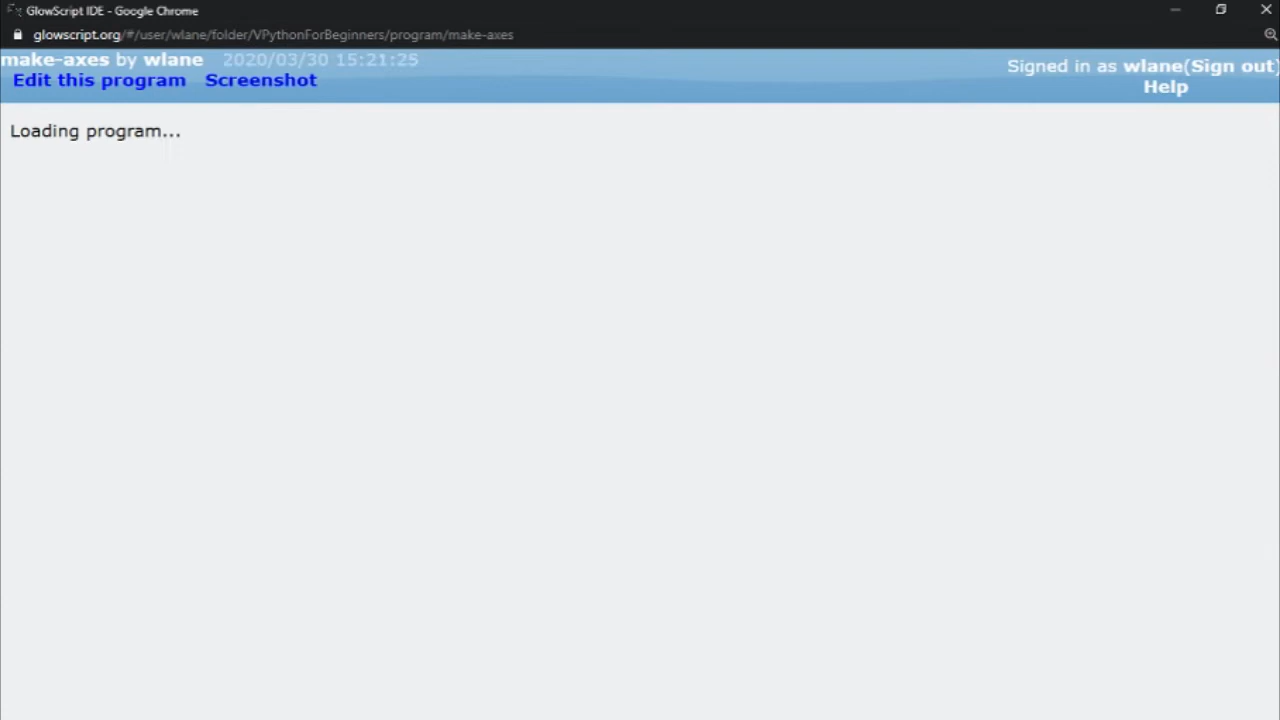 GlowScript IDE - Google Chrome
glowscript.org/#/user/wlane/folder/VPythonForBeginners/program/make-axes
make-axes by wlane 2020/03/30 15:21:25
Signed in as wlane(Sign out)
Edit this program Screenshot
Help
Loading program...